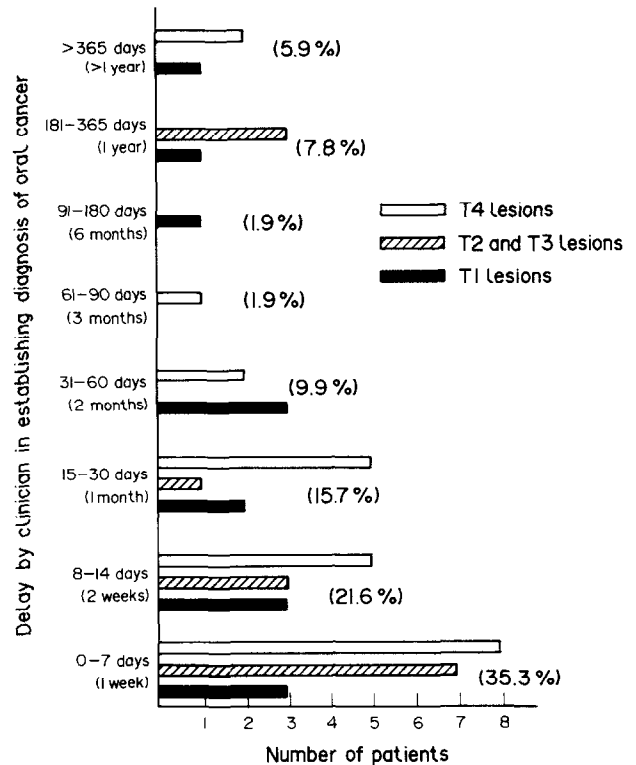 Delay by clinician in establishing diagnosis of oral cancer
>365 days
(>1 year)
(5.9 %)
181-365 days
(1 year)
(7.8 %)
91-180 days
(6 months)
(1.9 %)
61-90 days
(3 months)
(1.9 %)
31-60 days
(2 months)
(9.9 %)
15-30 days
(1 month)
(15.7 %)
8-14 days
(2 weeks)
(21.6 %)
0-7 days
(1 week)
(35.3 %)
T4 lesions
T2 and T3 lesions
T1 lesions
1 2 3 4 5 6 7 8
Number of patients